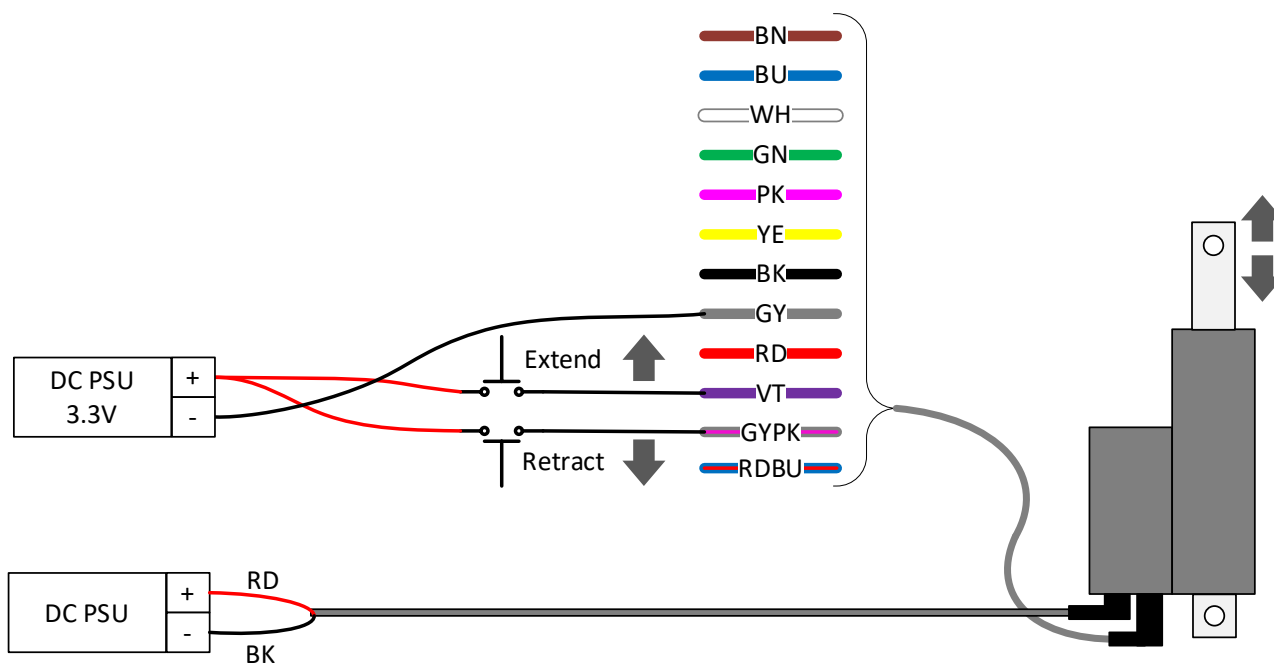 BN
BU
WH
GN
PK
YE
BK
GY
RD
VT
GYPK
RDBU
Extend
Retract
DC PSU
3.3V
+
-
DC PSU
+
-
RD
BK